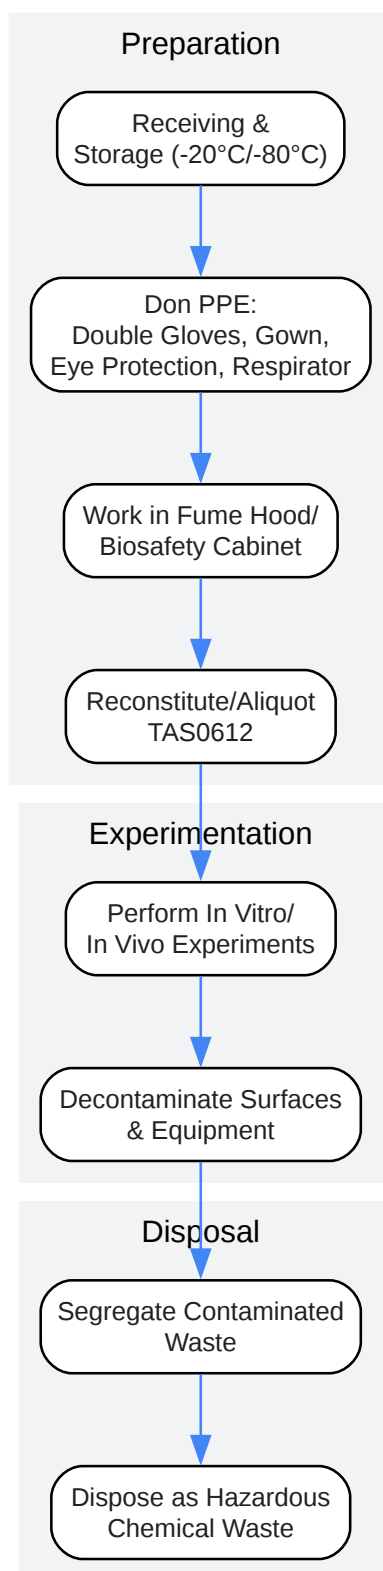 Preparation
Receiving &
Storage (-20°C/-80°C)
Don PPE:
Double Gloves, Gown,
Eye Protection, Respirator
Work in Fume Hood/
Biosafety Cabinet
Reconstitute/Aliquot
TAS0612
Experimentation
Perform In Vitro/
In Vivo Experiments
Decontaminate Surfaces
& Equipment
Disposal
Segregate Contaminated
Waste
Dispose as Hazardous
Chemical Waste